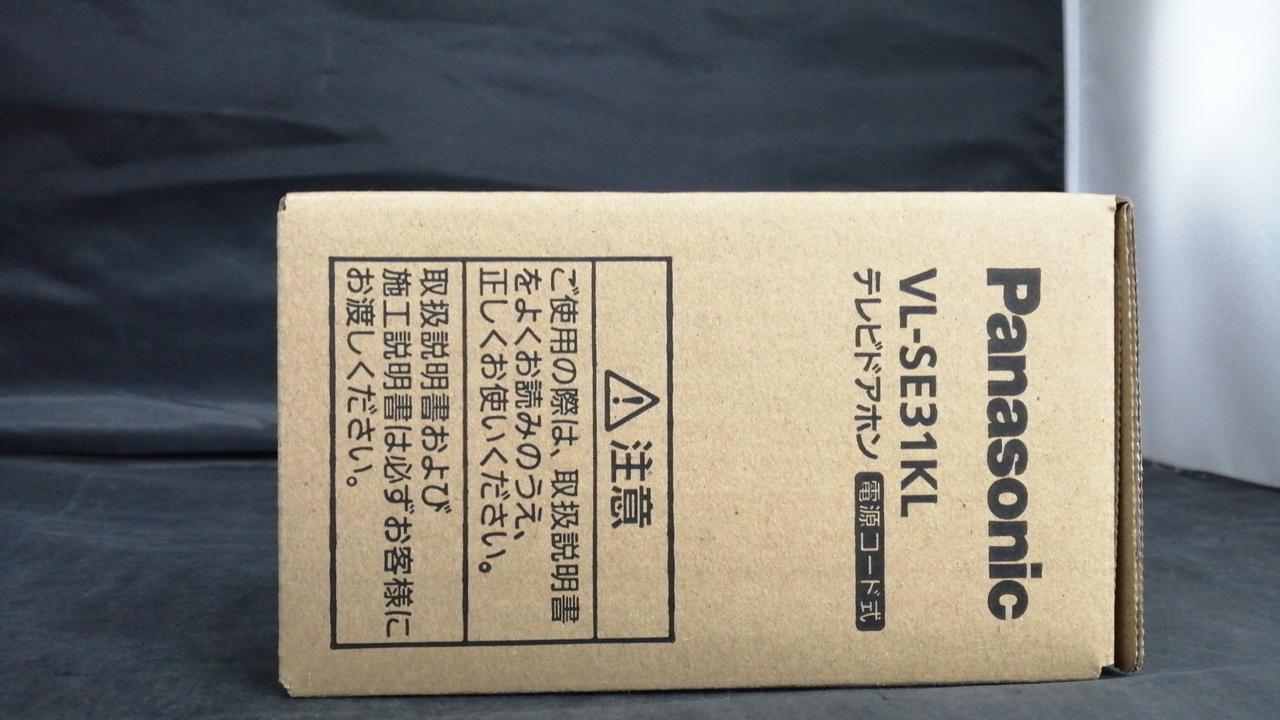 Panasonic
VL-SE31KL
テレビドアホン 電源コード式
注意
ご使用の際は、取扱説明書
をよくお読みのうえ、
正しくお使いください。
取扱説明書および
施工説明書は必ずお客様に
お渡しください。